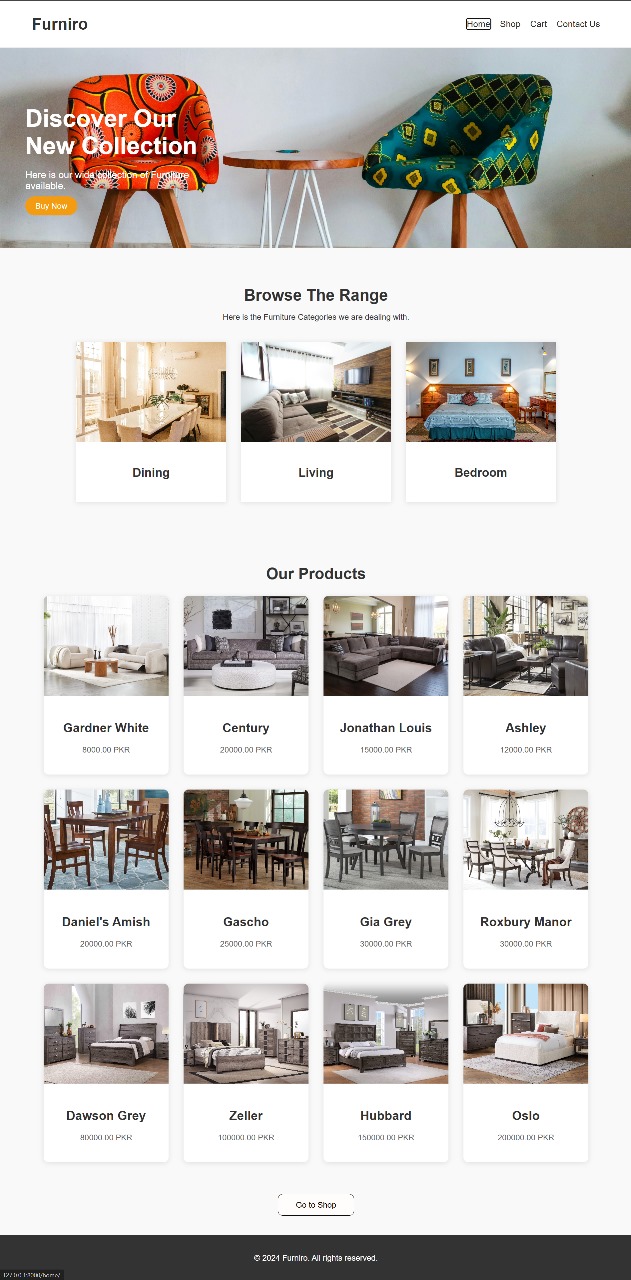 Furniro
Home Shop Cart Contact Us
Discover Our
New Collection
Here is our wide collection of Furniture
available.
Buy Now
Browse The Range
Here is the Furniture Categories we are dealing with.
Dining Living Bedroom
Our Products
Gardner White Century Jonathan Louis Ashley
8000.00 PKR 20000.00 PKR 15000.00 PKR 12000.00 PKR
Daniel's Amish Gascho Gia Grey Roxbury Manor
20000.00 PKR 25000.00 PKR 30000.00 PKR 30000.00 PKR
Dawson Grey Zeller Hubbard Oslo
80000.00 PKR 100000.00 PKR 150000.00 PKR 200000.00 PKR
Go to Shop
© 2024 Furniro. All rights reserved.